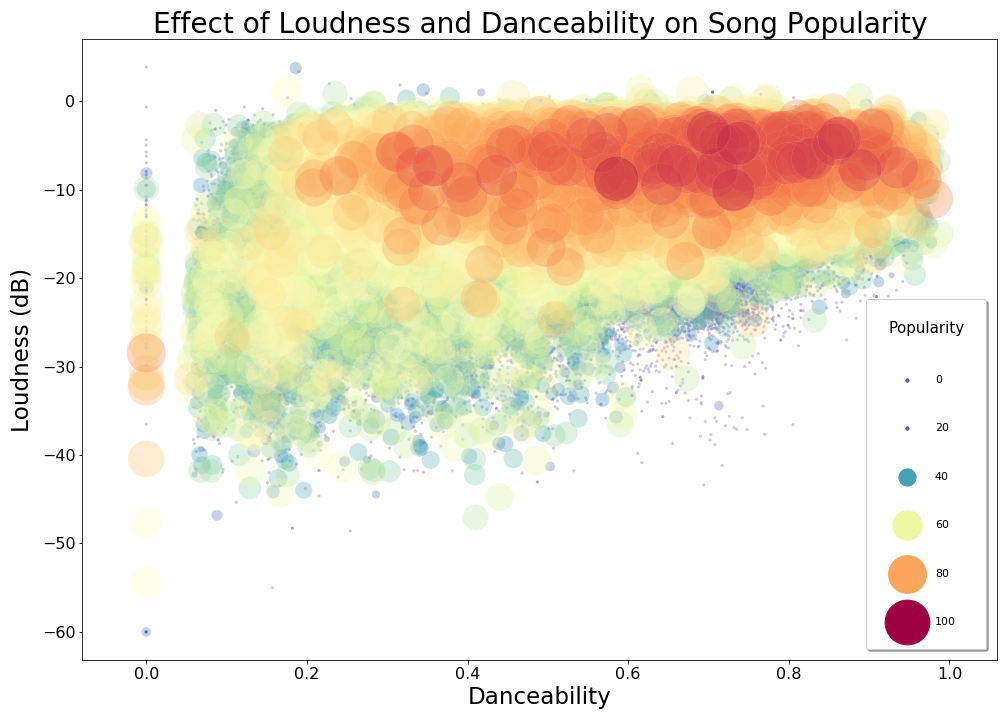 Effect of Loudness and Danceability on Song Popularity
Loudness (dB)
0
−10
−20
−30
−40
−50
−60
Popularity
0
20
40
60
80
100
0.0 0.2 0.4 0.6 0.8 1.0
Danceability